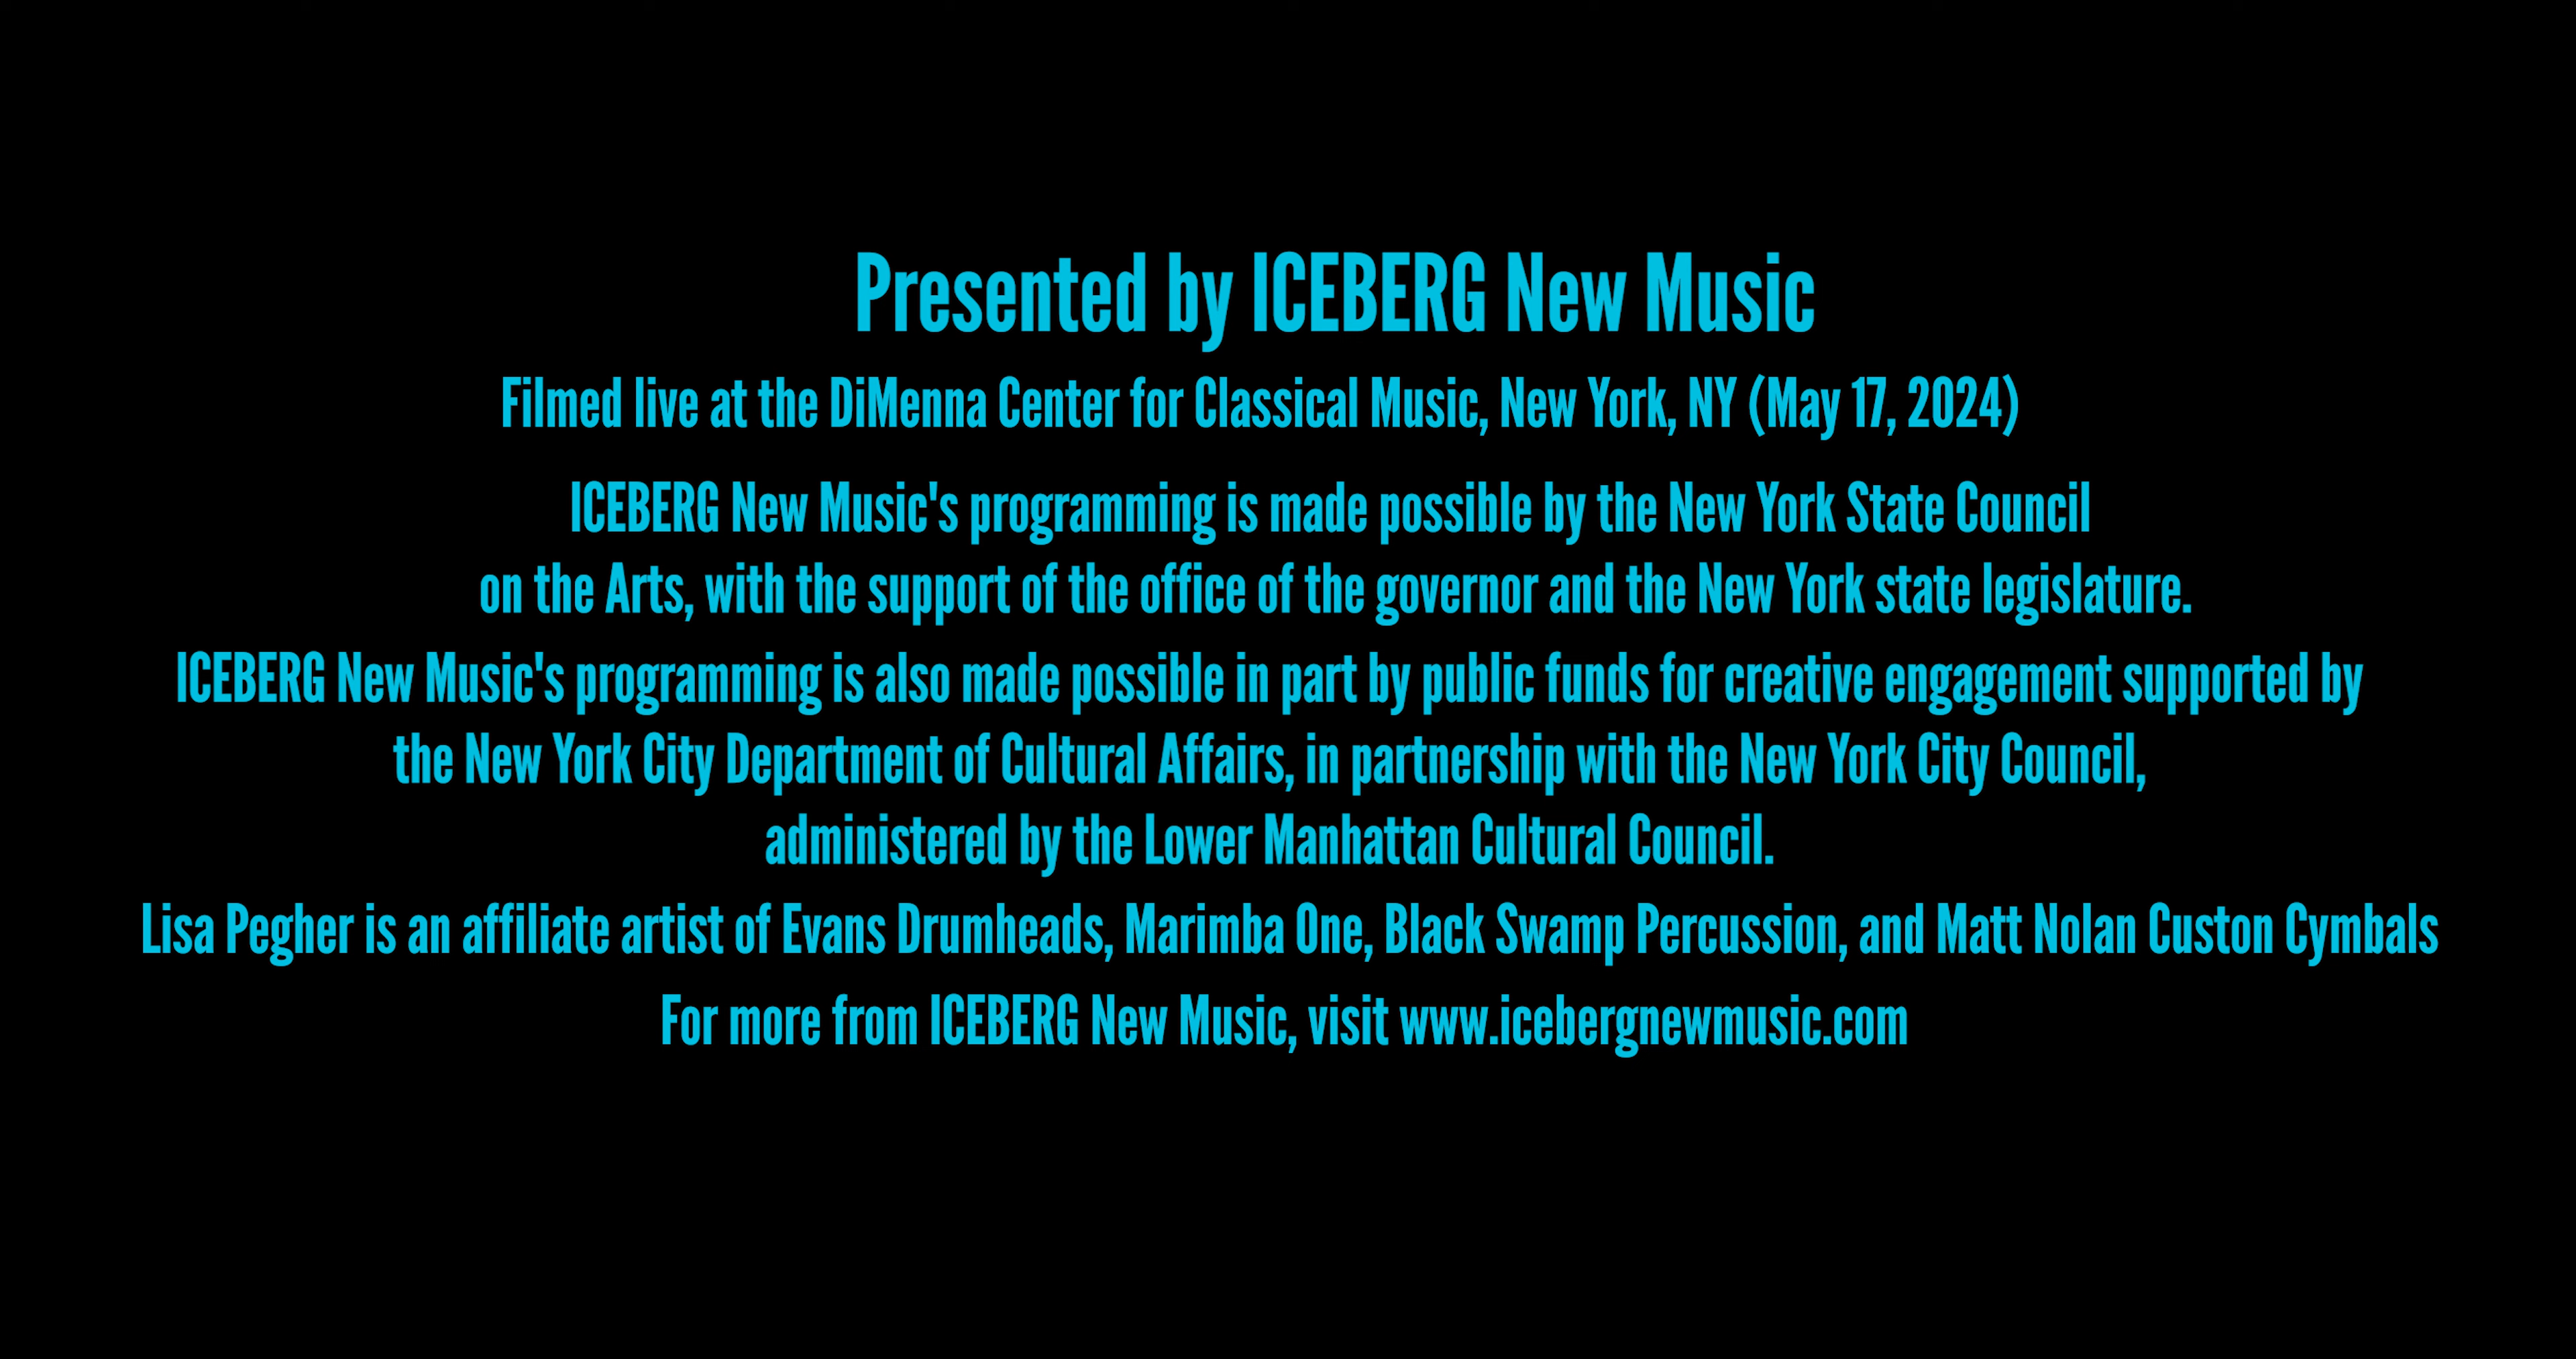 Presented by ICEBERG New Music
Filmed live at the DiMenna Center for Classical Music, New York, NY (May 17, 2024)
ICEBERG New Music's programming is made possible by the New York State Council
on the Arts, with the support of the office of the governor and the New York state legislature.
ICEBERG New Music's programming is also made possible in part by public funds for creative engagement supported by
the New York City Department of Cultural Affairs, in partnership with the New York City Council,
administered by the Lower Manhattan Cultural Council.
Lisa Pegher is an affiliate artist of Evans Drumheads, Marimba One, Black Swamp Percussion, and Matt Nolan Custon Cymbals
For more from ICEBERG New Music, visit www.icebergnewmusic.com